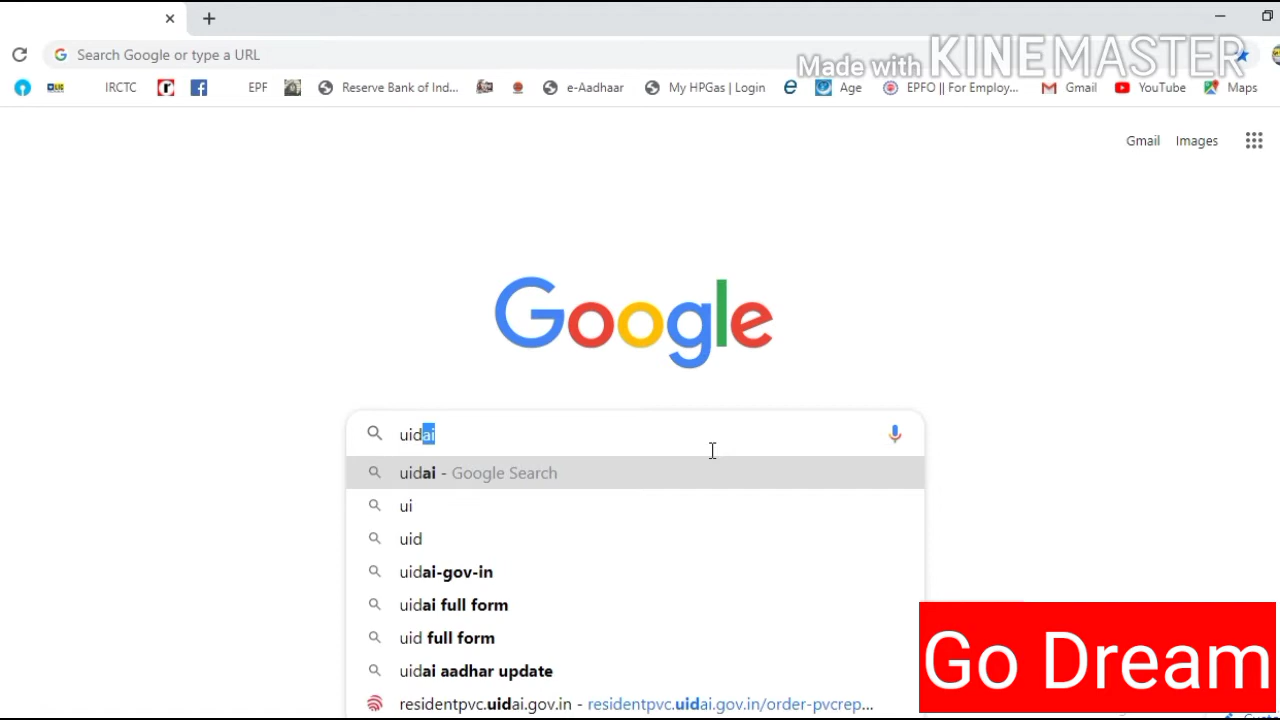 Search Google or type a URL
Made with KINEMASTER
IRCTC EPF Reserve Bank of Ind... e-Aadhaar My HPGas | Login Age EPFO || For Employ... Gmail YouTube Maps
Gmail Images
Google
uidai
uidai - Google Search
ui
uid
uidai-gov-in
uidai full form
uid full form
uidai aadhar update
residentpvc.uidai.gov.in - residentpvc.uidai.gov.in/order-pvcrep...
Go Dream